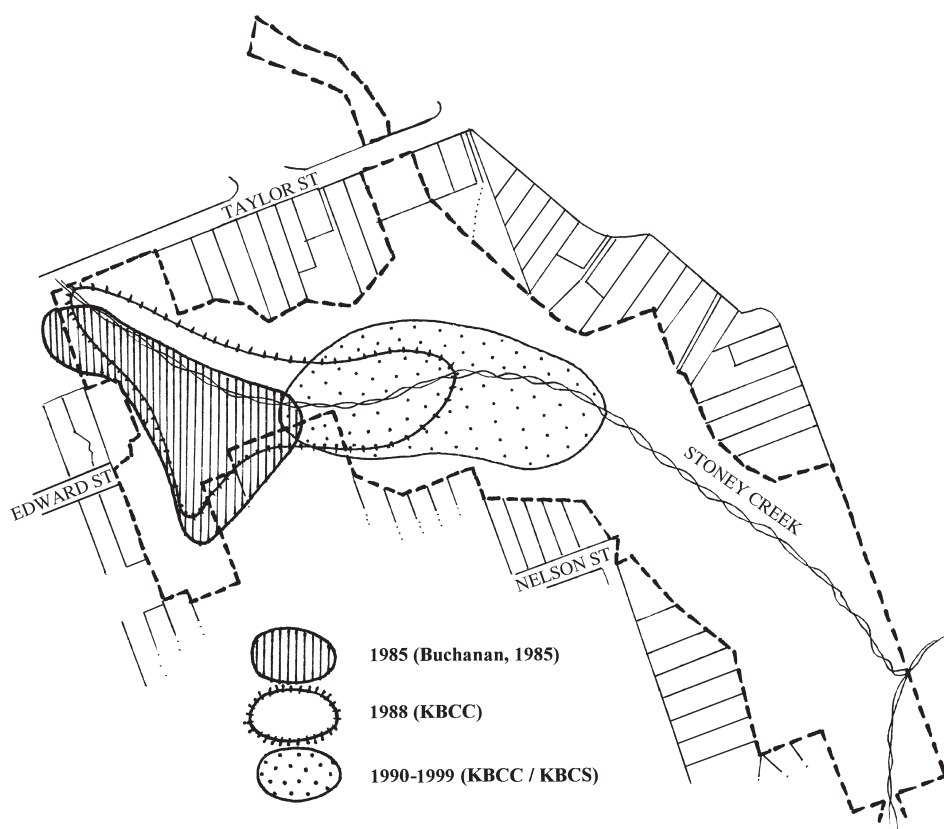 TAYLOR ST
EDWARD ST
STONEY CREEK
NELSON ST
1985 (Buchanan, 1985)
1988 (KBCC)
1990-1999 (KBCC / KBCS)